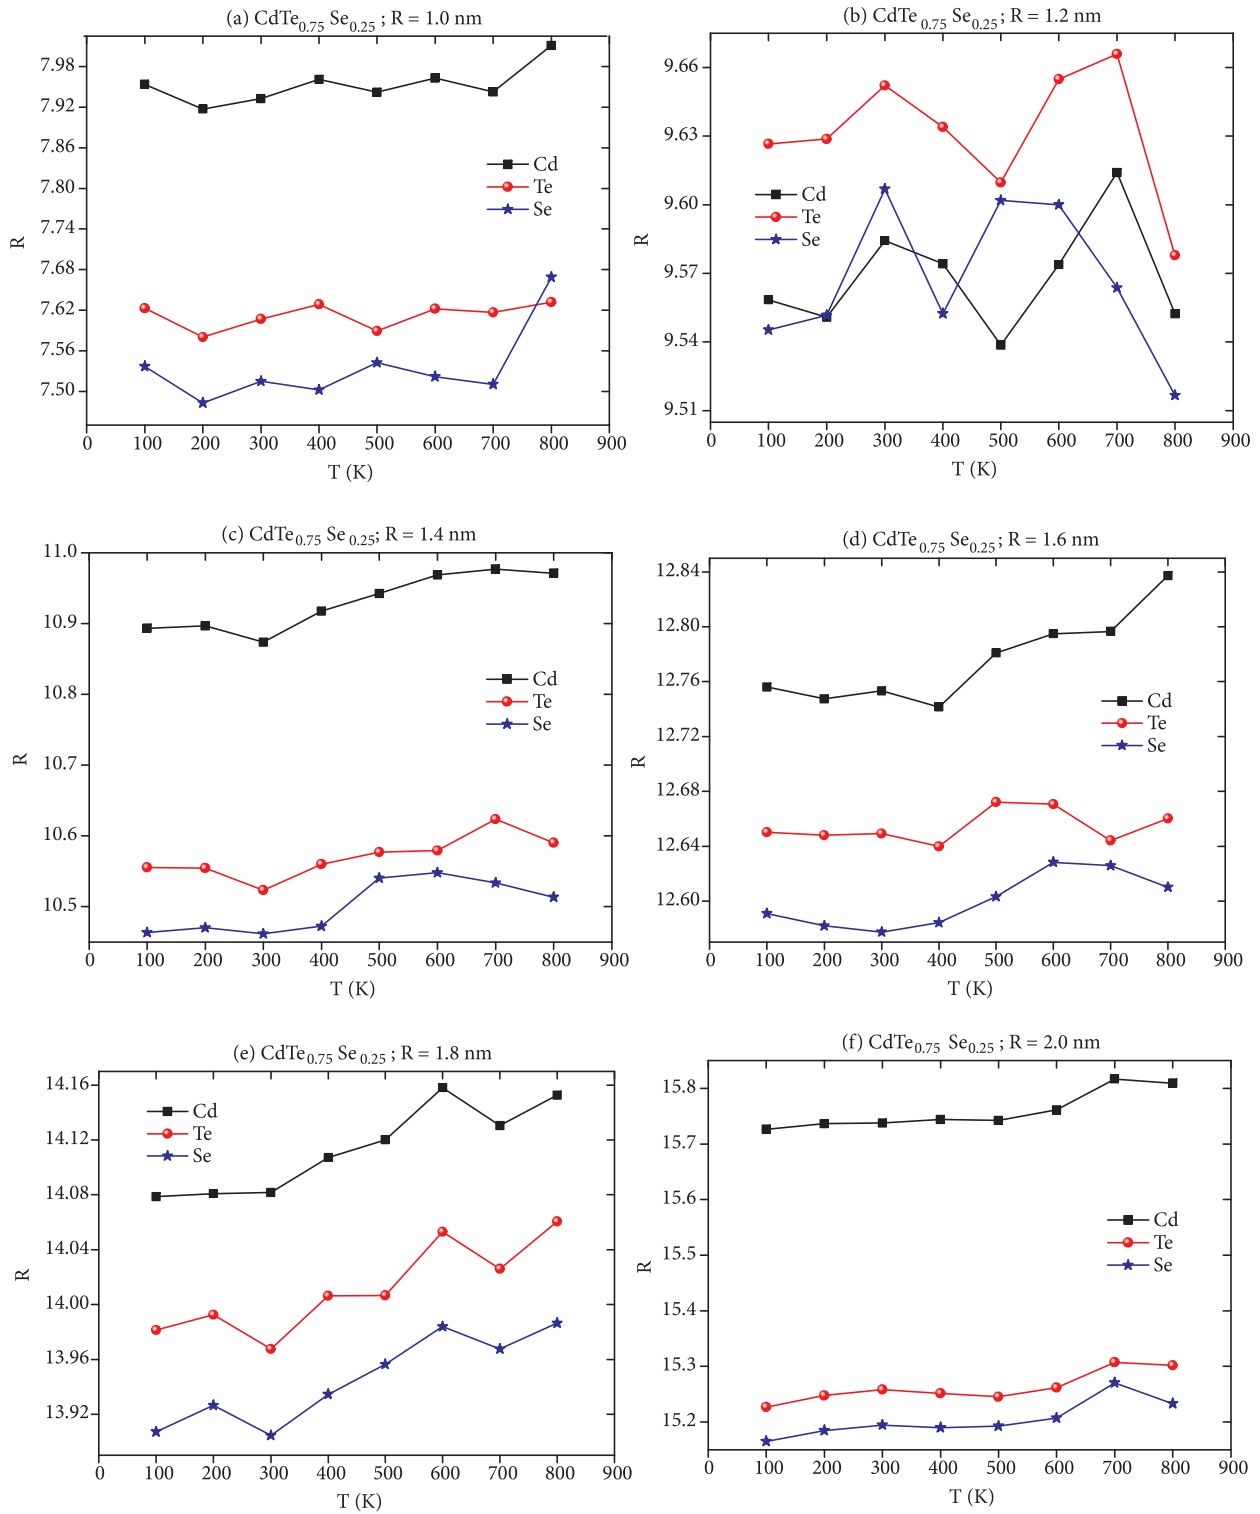 (a) CdTe0.75 Se0.25 ; R = 1.0 nm
7.98
7.92
7.86
7.80
7.74
7.68
7.62
7.56
7.50
R
Cd
Te
Se
0 100 200 300 400 500 600 700 800 900
T (K)
(b) CdTe0.75 Se0.25 ; R = 1.2 nm
9.66
9.63
9.60
9.57
9.54
9.51
R
Cd
Te
Se
0 100 200 300 400 500 600 700 800 900
T (K)
(c) CdTe0.75 Se0.25; R = 1.4 nm
11.0
10.9
10.8
10.7
10.6
10.5
R
Cd
Te
Se
0 100 200 300 400 500 600 700 800 900
T (K)
(d) CdTe0.75 Se0.25 ; R = 1.6 nm
12.84
12.80
12.76
12.72
12.68
12.64
12.60
R
Cd
Te
Se
0 100 200 300 400 500 600 700 800 900
T (K)
(e) CdTe0.75 Se0.25 ; R = 1.8 nm
14.16
14.12
14.08
14.04
14.00
13.96
13.92
R
Cd
Te
Se
0 100 200 300 400 500 600 700 800 900
T (K)
(f) CdTe0.75 Se0.25 ; R = 2.0 nm
15.8
15.7
15.6
15.5
15.4
15.3
15.2
R
Cd
Te
Se
0 100 200 300 400 500 600 700 800 900
T (K)